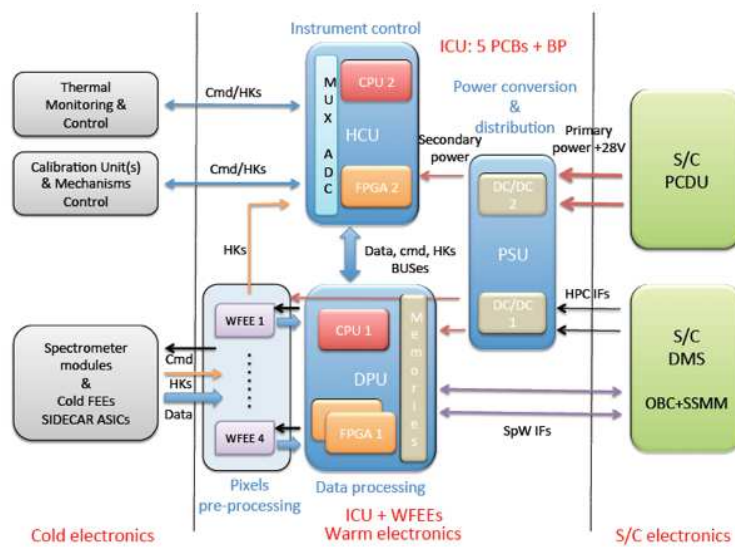 Instrument control
ICU: 5 PCBs + BP
Thermal
Monitoring &
Control
Cmd/HKs
MUX ADC
CPU 2
HCU
FPGA 2
Power conversion
&
distribution
Secondary
power
Primary
power +28V
S/C
PCDU
Calibration Unit(s)
& Mechanisms
Control
Cmd/HKs
DC/DC
2
PSU
DC/DC
1
HKs
Data, cmd, HKs
BUSes
HPC IFs
WFEE 1
CPU 1
Memories
DPU
FPGA 1
WFEE 4
Spectrometer
modules
&
Cold FEEs
SIDECAR ASICs
Cmd
HKs
Data
S/C
DMS
OBC+SSMM
SpW IFs
Pixels
pre-processing
Data processing
Cold electronics
ICU + WFEEs
Warm electronics
S/C electronics